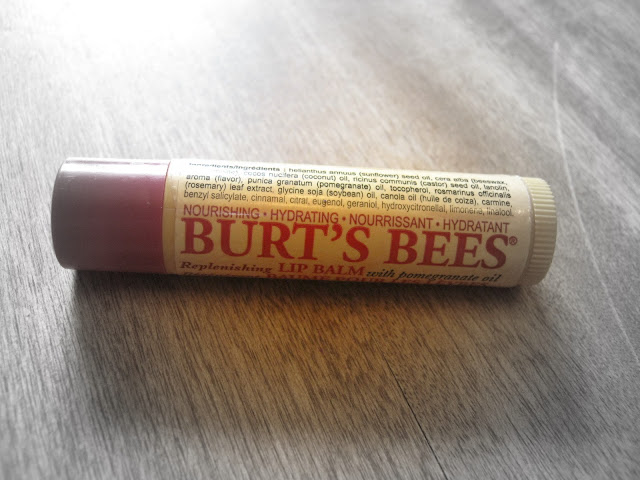 ingredients/ingrédients : helianthus annuus (sunflower) seed oil, cera alba (beeswax,
cocos nucifera (coconut) oil, ricinus communis (castor) seed oil, lanolin,
aroma (flavor), punica granatum (pomegranate) oil, tocopherol, rosmarinus officinalis
(rosemary) leaf extract, glycine soja (soybean) oil, canola oil (huile de colza), carmine,
benzyl salicylate, cinnamal, citral, eugenol, geraniol, hydroxycitronellal, limonene, linalool.
NOURISHING · HYDRATING · NOURRISSANT · HYDRATANT
BURT'S BEES®
Replenishing LIP BALM with pomegranate oil
BAUME POUR